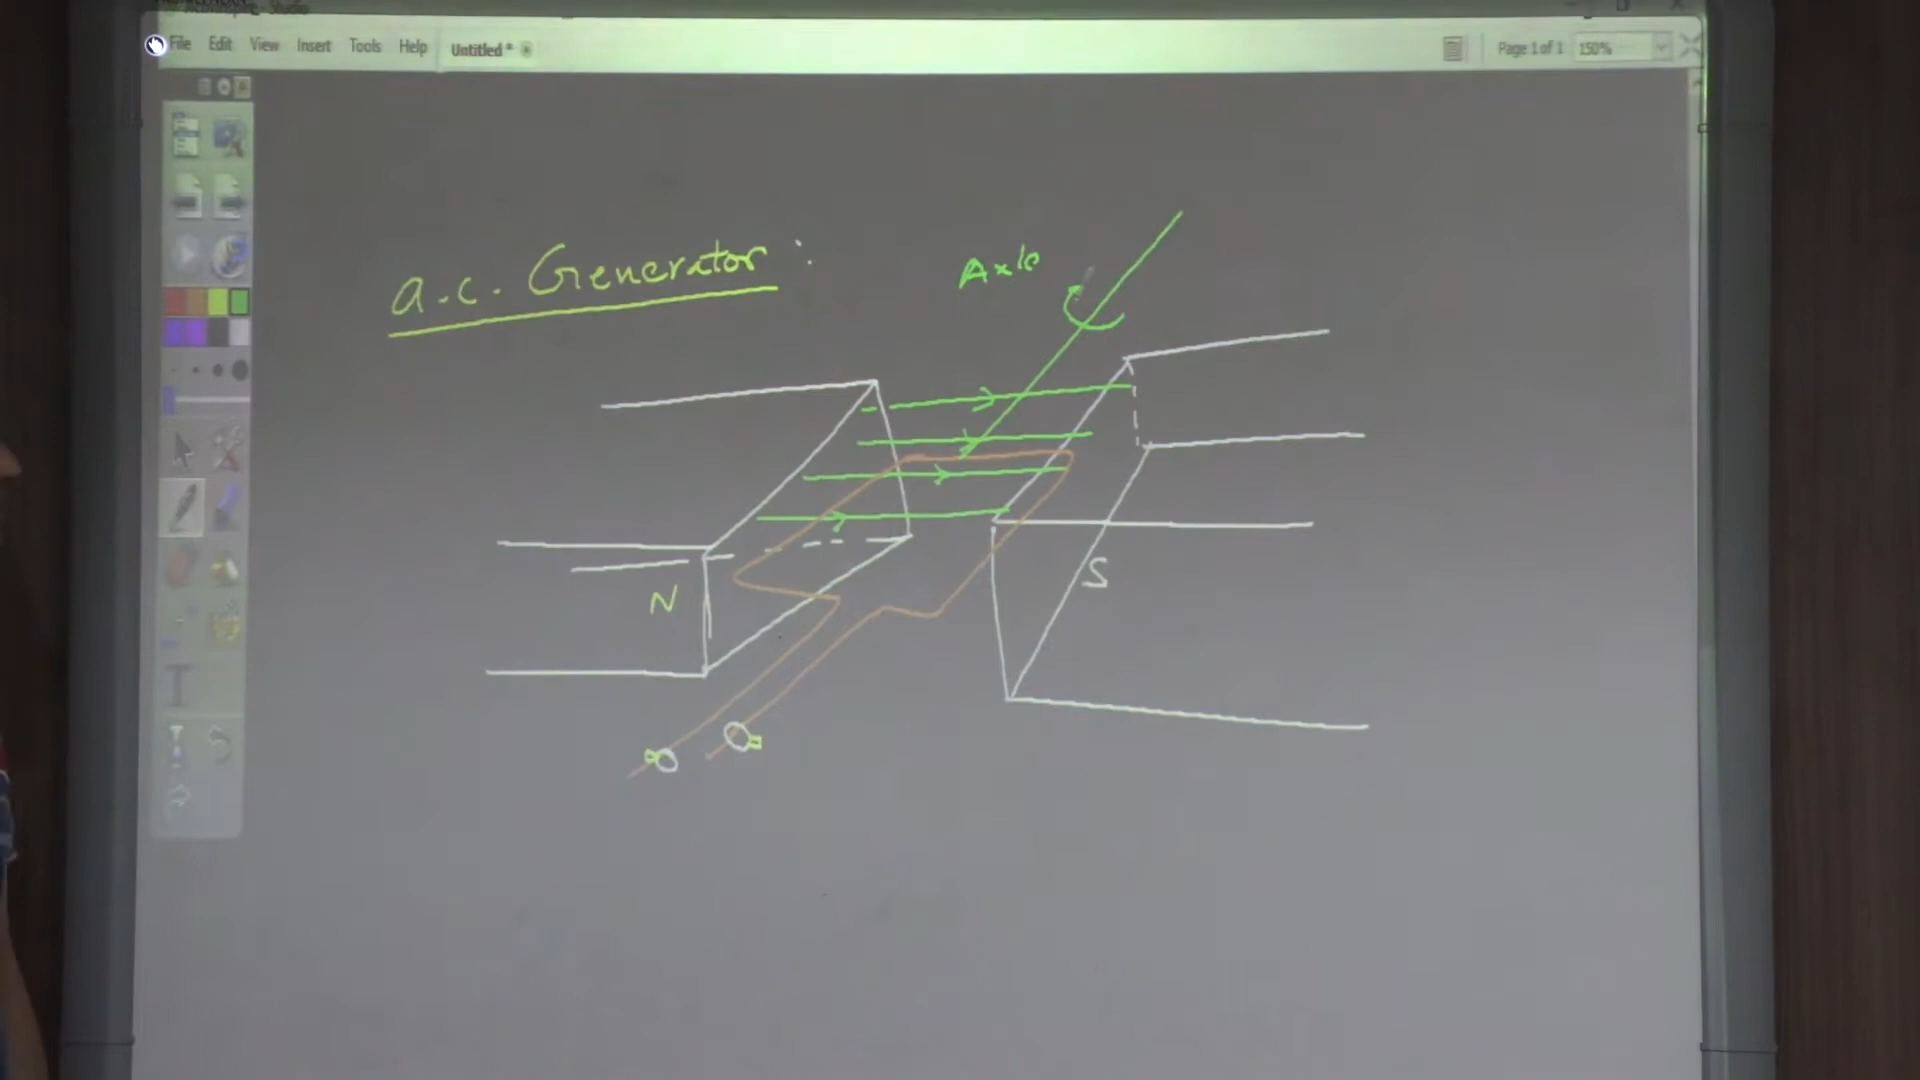 File Edit View Insert Tools Help Untitled * Page 1 of 1 150%
a.c. Generator :
Axle
N
S